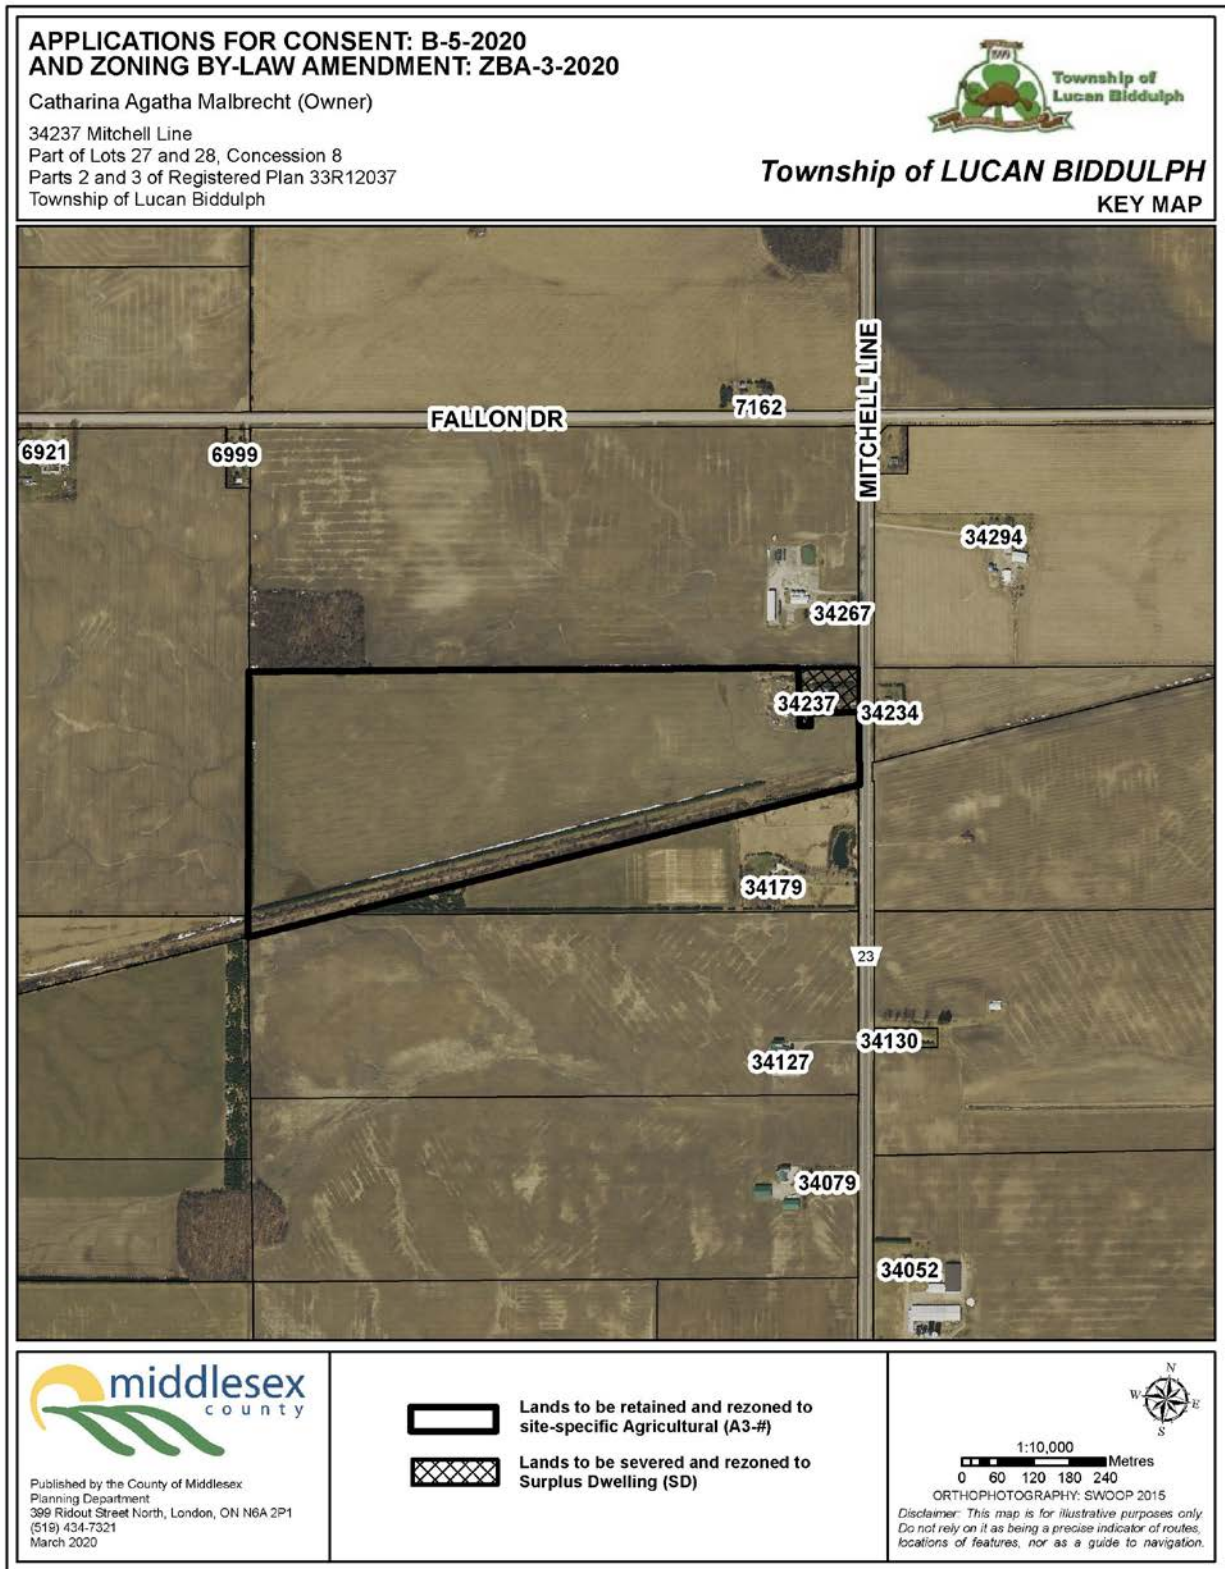 APPLICATIONS FOR CONSENT: B-5-2020
AND ZONING BY-LAW AMENDMENT: ZBA-3-2020
Catharina Agatha Malbrecht (Owner)
34237 Mitchell Line
Part of Lots 27 and 28, Concession 8
Parts 2 and 3 of Registered Plan 33R12037
Township of Lucan Biddulph
1999
Township of
Lucan Biddulph
Township of LUCAN BIDDULPH
KEY MAP
MITCHELL LINE
7162
FALLON DR
6921
6999
34294
34267
34237
34234
34179
23
34130
34127
34079
34052
middlesex
county
Published by the County of Middlesex
Planning Department
399 Ridout Street North, London, ON N6A 2P1
(519) 434-7321
March 2020
Lands to be retained and rezoned to
site-specific Agricultural (A3-#)
Lands to be severed and rezoned to
Surplus Dwelling (SD)
N
W
E
S
1:10,000
Metres
0 60 120 180 240
ORTHOPHOTOGRAPHY: SWOOP 2015
Disclaimer: This map is for illustrative purposes only.
Do not rely on it as being a precise indicator of routes,
locations of features, nor as a guide to navigation.